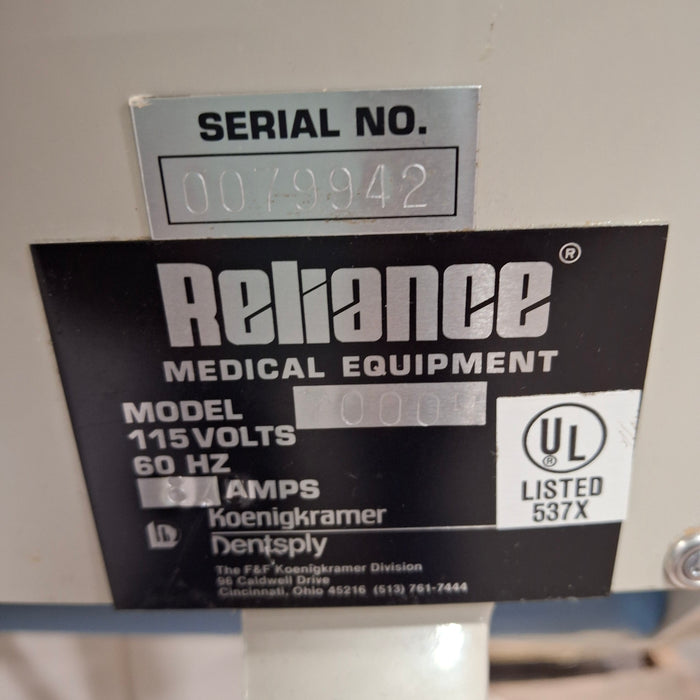 SERIAL NO.
0079942
Reliance®
MEDICAL EQUIPMENT
MODEL
115 VOLTS
60 HZ
AMPS
Koenigkramer
Dentsply
The F&F Koenigkramer Division
96 Caldwell Drive
Cincinnati, Ohio 45216 (513) 761-7444
UL
®
LISTED
537X